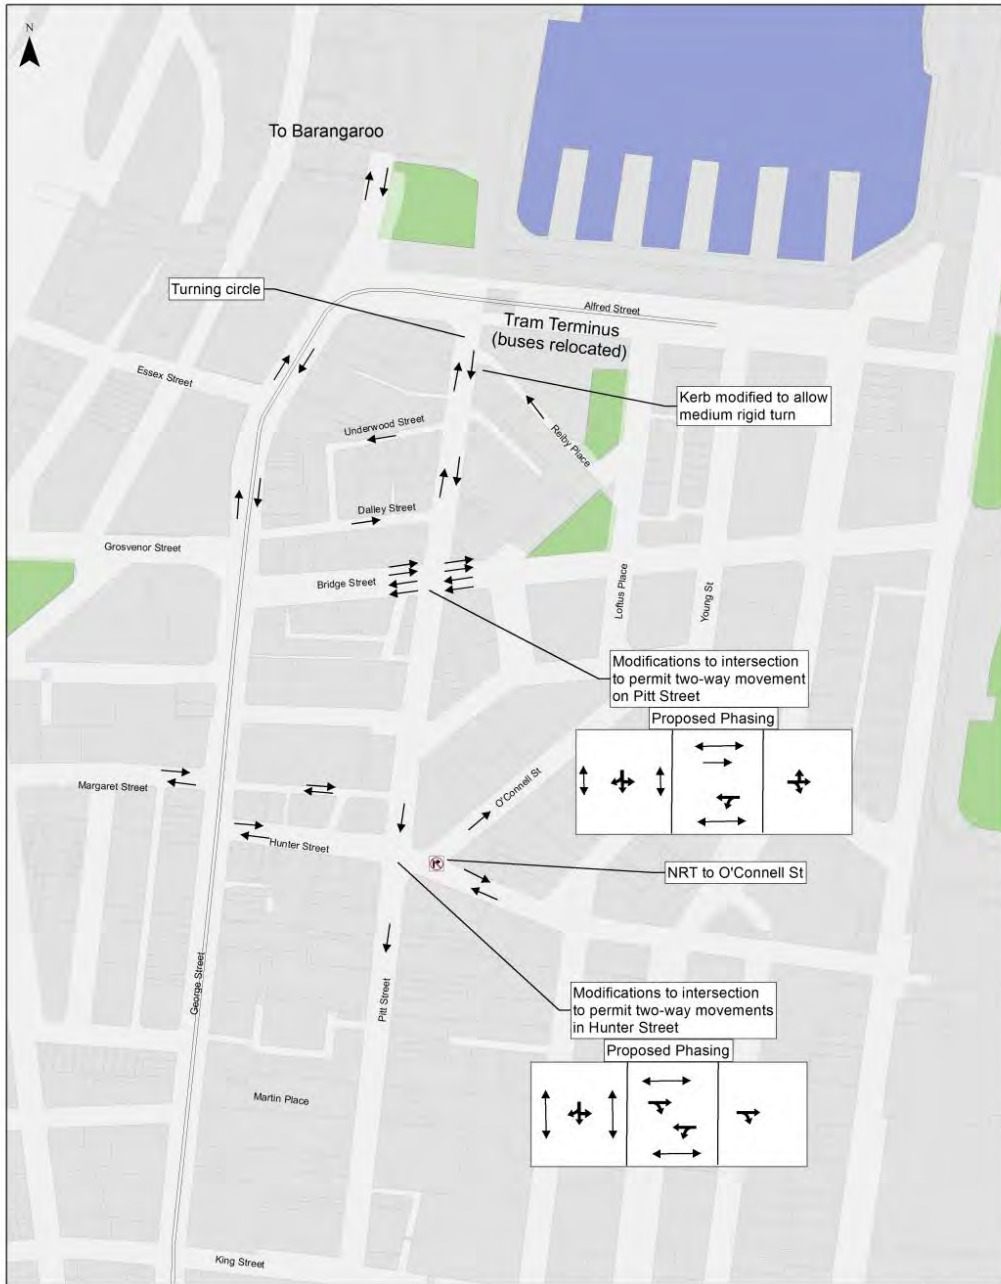 N
To Barangaroo
Turning circle
Alfred Street
Tram Terminus
(buses relocated)
Essex Street
Kerb modified to allow
medium rigid turn
Underwood Street
Reiby Place
Dalley Street
Grosvenor Street
Bridge Street
Loftus Place
Young St
Modifications to intersection
to permit two-way movement
on Pitt Street
Proposed Phasing
Margaret Street
O'Connell St
Hunter Street
NRT to O'Connell St
George Street
Pitt Street
Modifications to intersection
to permit two-way movements
in Hunter Street
Proposed Phasing
Martin Place
King Street